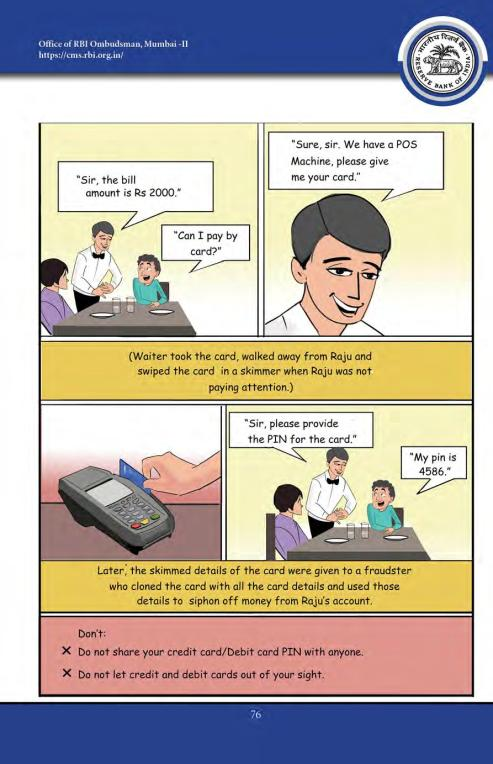 Office of RBI Ombudsman, Mumbai -II
https://cms.rbi.org.in/
भारतीय रिज़र्व बैंक
RESERVE BANK OF INDIA
"Sir, the bill
amount is Rs 2000."
"Can I pay by
card?"
"Sure, sir. We have a POS
Machine, please give
me your card."
(Waiter took the card, walked away from Raju and
swiped the card in a skimmer when Raju was not
paying attention.)
"Sir, please provide
the PIN for the card."
"My pin is
4586."
Later, the skimmed details of the card were given to a fraudster
who cloned the card with all the card details and used those
details to siphon off money from Raju's account.
Don't:
✕ Do not share your credit card/Debit card PIN with anyone.
✕ Do not let credit and debit cards out of your sight.
76